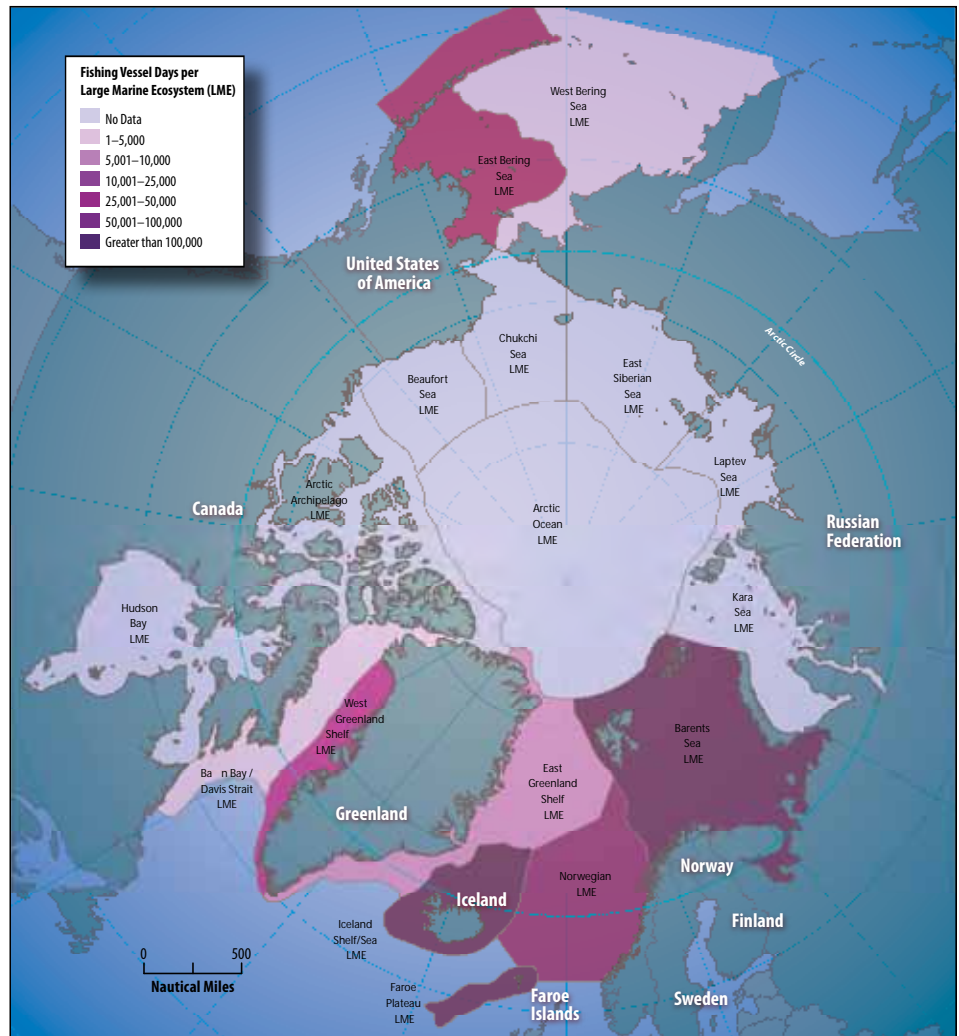 Fishing Vessel Days per
Large Marine Ecosystem (LME)
No Data
1–5,000
5,001–10,000
10,001–25,000
25,001–50,000
50,001–100,000
Greater than 100,000
West Bering
Sea
LME
East Bering
Sea
LME
United States
of America
Chukchi
Sea
LME
Beaufort
Sea
LME
East
Siberian
Sea
LME
Arctic Circle
Laptev
Sea
LME
Arctic
Archipelago
LME
Canada
Arctic
Ocean
LME
Russian
Federation
Hudson
Bay
LME
Kara
Sea
LME
West
Greenland
Shelf
LME
Barents
Sea
LME
Ba n Bay /
Davis Strait
LME
East
Greenland
Shelf
LME
Greenland
Norway
Norwegian
LME
Iceland
Iceland
Shelf/Sea
LME
Finland
0 500
Nautical Miles
Faroe
Plateau
LME
Faroe
Islands
Sweden